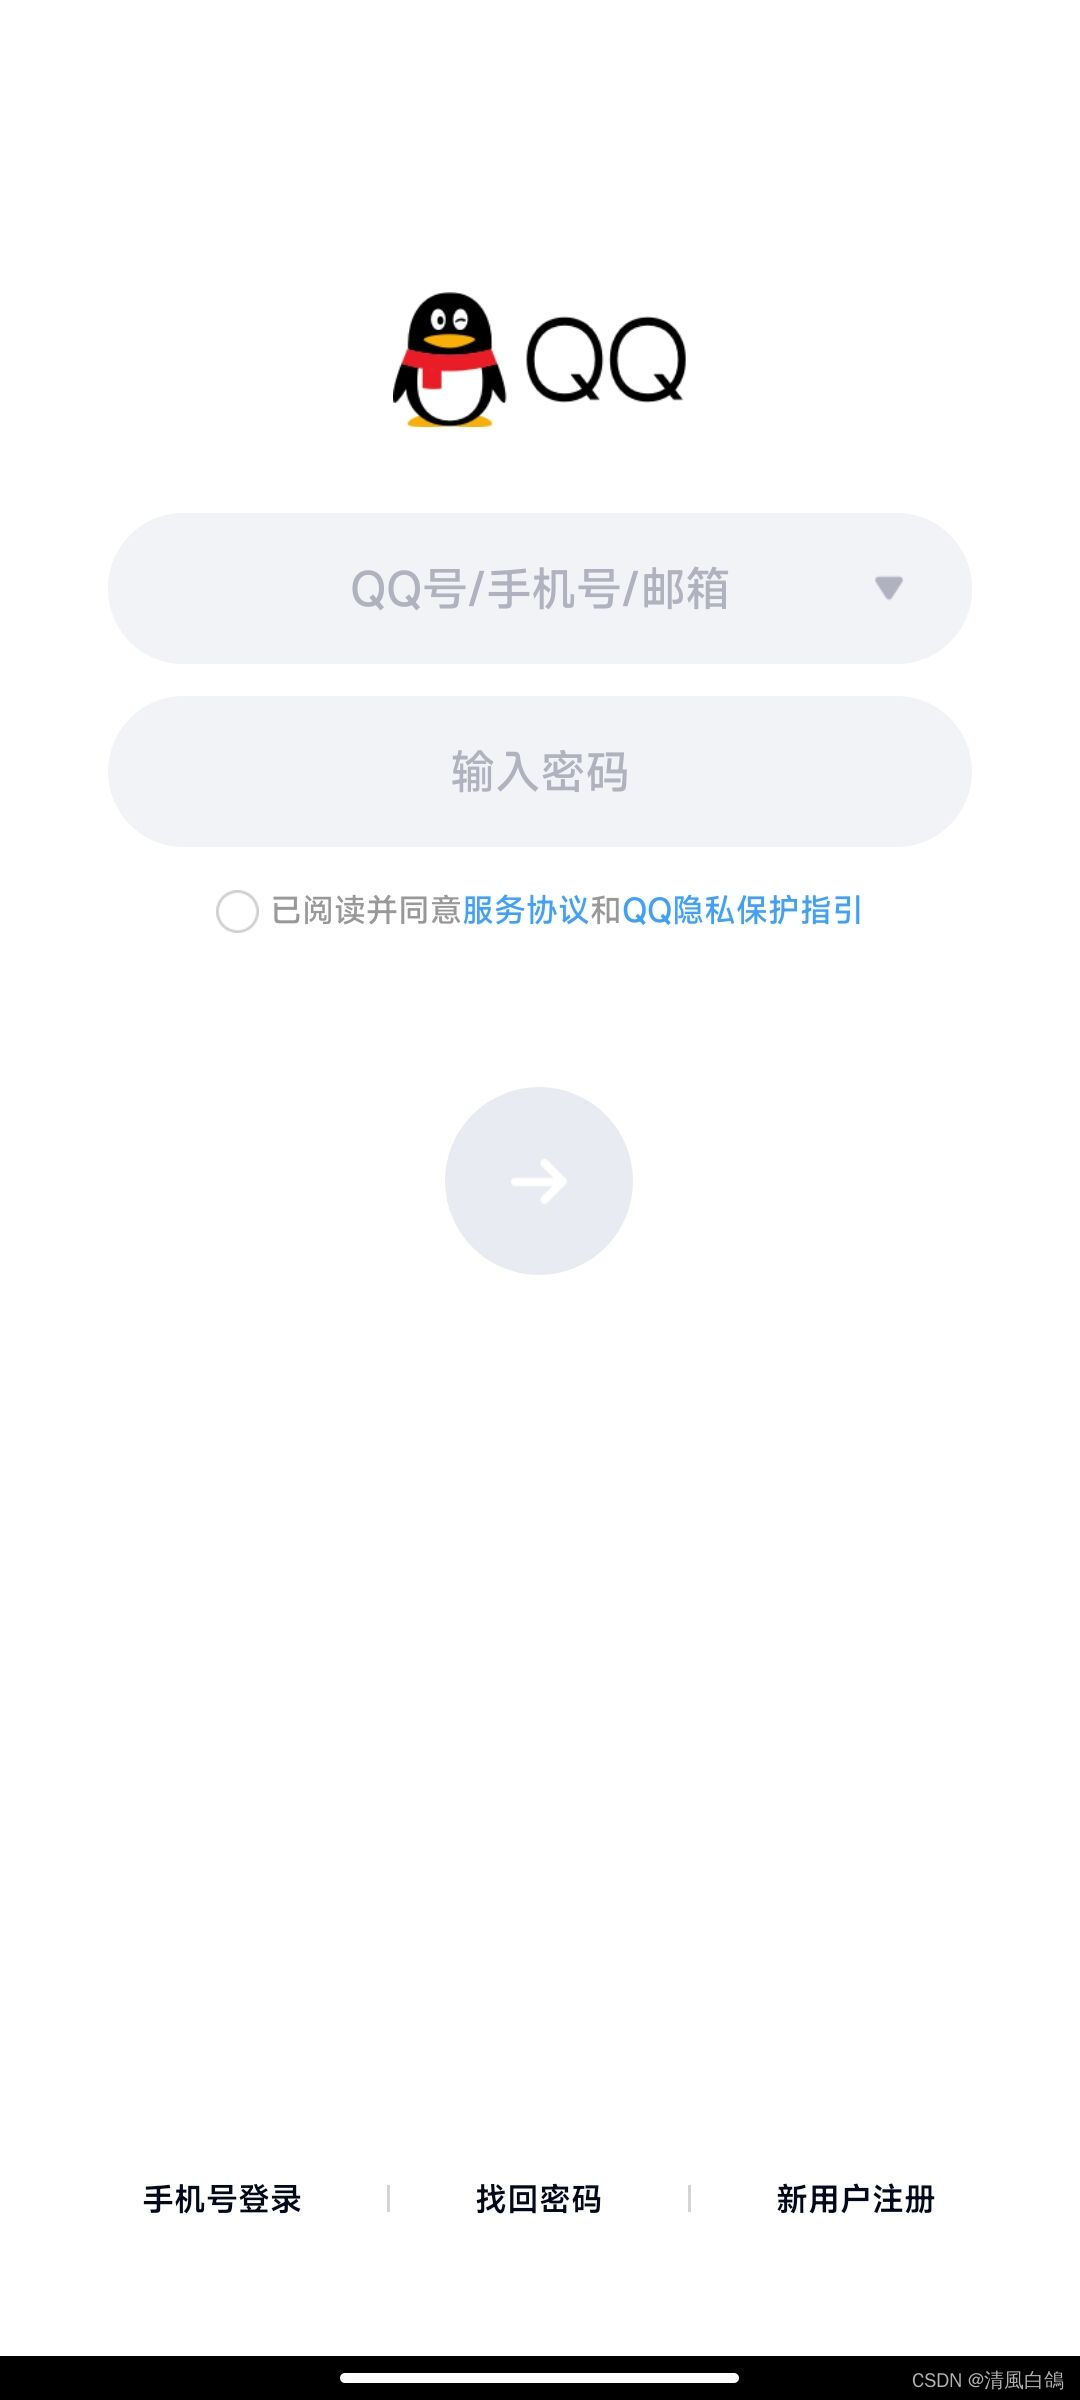 QQ
QQ号/手机号/邮箱
输入密码
已阅读并同意服务协议和QQ隐私保护指引
手机号登录 | 找回密码 | 新用户注册
CSDN @清風白鴿